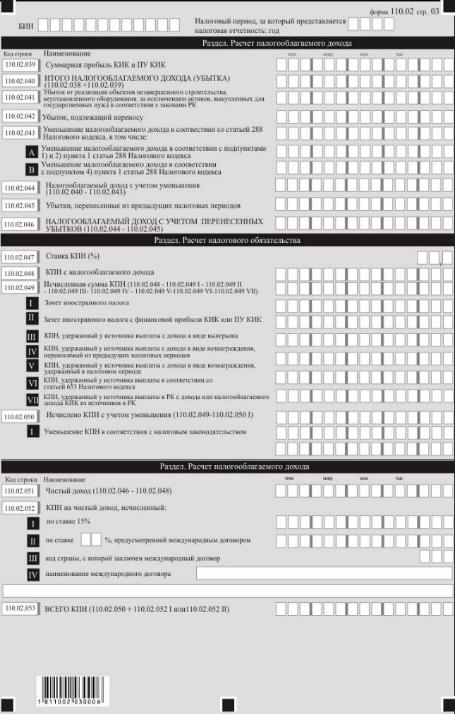 форма 110.02 стр. 03
БИН
Налоговый период, за который представляется
налоговая отчетность: год
Раздел. Расчет налогооблагаемого дохода
Код строки Наименование
трлн. млрд. млн. тыс.
110.02.039 Суммарная прибыль КИК и ПУ КИК
110.02.040 ИТОГО НАЛОГООБЛАГАЕМОГО ДОХОДА (УБЫТКА)
(110.02.038 +110.02.039)
110.02.041 Убыток от реализации объектов незавершенного строительства,
неустановленного оборудования, за исключением активов, выкупленных для
государственных нужд в соответствии с законами РК
110.02.042 Убыток, подлежащий переносу
110.02.043 Уменьшение налогооблагаемого дохода в соответствии со статьей 288
Налогового кодекса, в том числе:
A Уменьшение налогооблагаемого дохода в соответствии с подпунктами
1) и 2) пункта 1 статьи 288 Налогового кодекса
B Уменьшение налогооблагаемого дохода в соответствии
с подпунктом 4) пункта 1 статьи 288 Налогового кодекса
110.02.044 Налогооблагаемый доход с учетом уменьшения
(110.02.040 - 110.02.043)
110.02.045 Убытки, перенесенные из предыдущих налоговых периодов
110.02.046 НАЛОГООБЛАГАЕМЫЙ ДОХОД С УЧЕТОМ ПЕРЕНЕСЕННЫХ
УБЫТКОВ (110.02.044 - 110.02.045)
Раздел. Расчет налогового обязательства
110.02.047 Ставка КПН (%)
110.02.048 КПН с налогооблагаемого дохода
110.02.049 Исчисленная сумма КПН (110.02.048 - 110.02.049 I - 110.02.049 II
- 110.02.049 III- 110.02.049 IV - 110.02.049 V-110.02.049 VI-110.02.049 VII)
I Зачет иностранного налога
II Зачет иностранного налога с финансовой прибыли КИК или ПУ КИК
III КПН, удержанный у источника выплаты с дохода в виде выигрыша
IV КПН, удержанный у источника выплаты с дохода в виде вознаграждения,
переносимый из предыдущих налоговых периодов
V КПН, удержанный у источника выплаты с дохода в виде вознаграждения,
удержанный в налоговом периоде
VI КПН, удержанный у источника выплаты в соответствии со
статьей 653 Налогового кодекса
VII КПН, удержанный у источника выплаты в РК с дохода или налогооблагаемого
дохода КИК из источников в РК
110.02.050 Исчислено КПН с учетом уменьшения (110.02.049-110.02.050 I)
I Уменьшение КПН в соответствии с налоговым законодательством
Раздел. Расчет налогооблагаемого дохода
Код строки Наименование
трлн. млрд. млн. тыс.
110.02.051 Чистый доход (110.02.046 - 110.02.048)
110.02.052 КПН на чистый доход, исчисленный:
I по ставке 15%
II по ставке %, предусмотренной международным договором
III код страны, с которой заключен международный договор
IV наименование международного договора
110.02.053 ВСЕГО КПН (110.02.050 + 110.02.052 I или110.02.052 II)
1811002030006